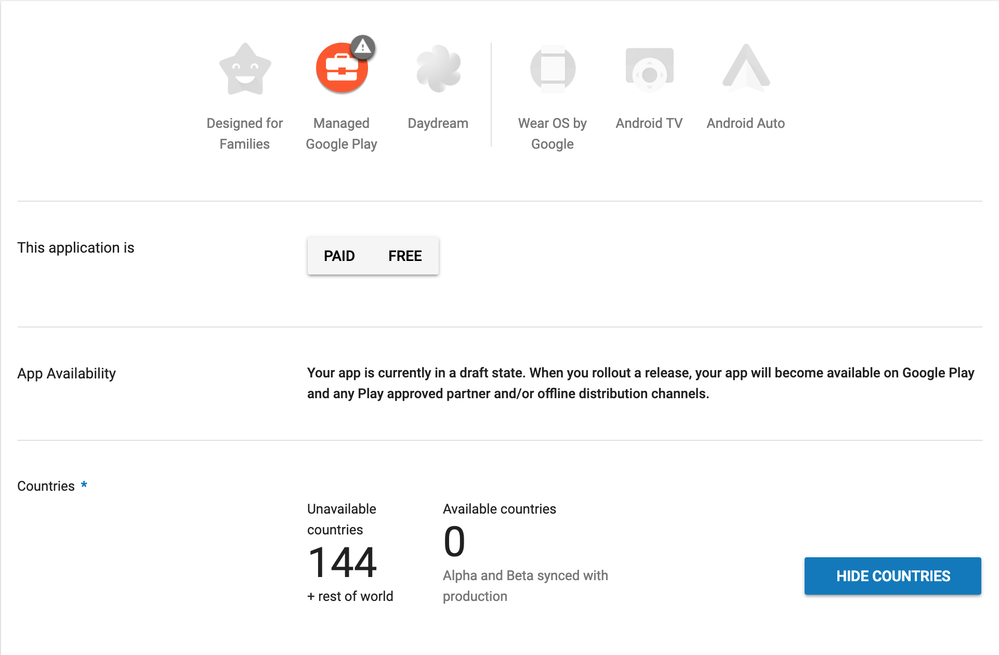 Designed for
Families
Managed
Google Play
Daydream
Wear OS by
Google
Android TV
Android Auto
This application is
PAID
FREE
App Availability
Your app is currently in a draft state. When you rollout a release, your app will become available on Google Play
and any Play approved partner and/or offline distribution channels.
Countries *
Unavailable
countries
144
+ rest of world
Available countries
0
Alpha and Beta synced with
production
HIDE COUNTRIES